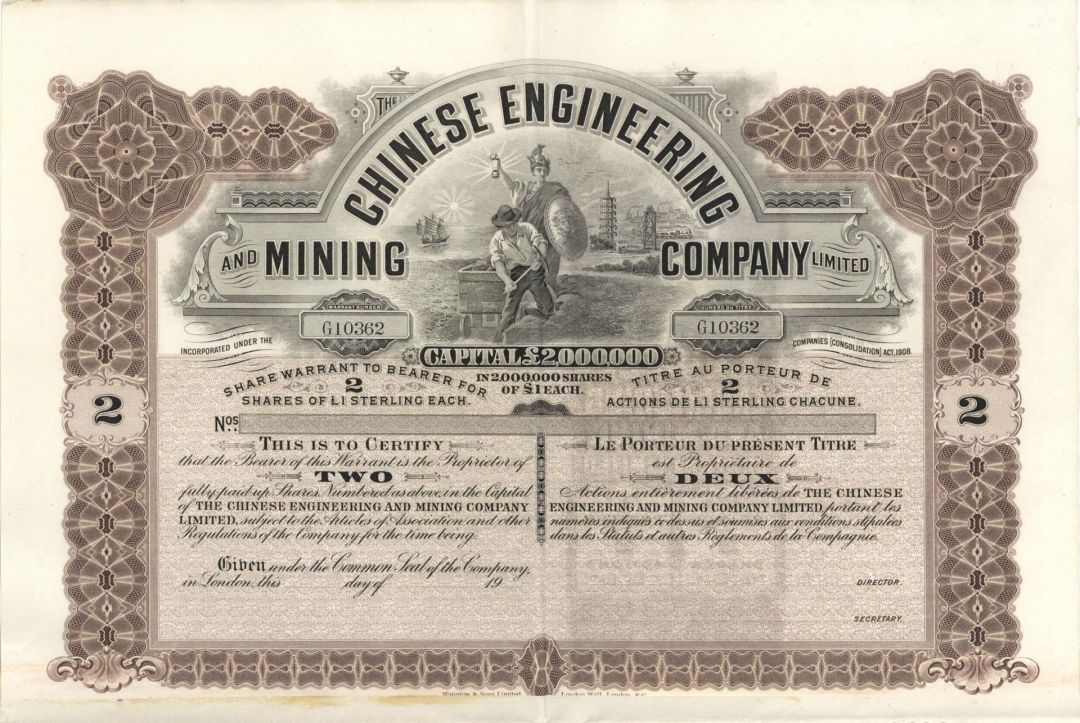 THE
CHINESE ENGINEERING
AND MINING COMPANY LIMITED
WARRANT NUMBER
G10362
NUMÉRO DU TITRE
G10362
INCORPORATED UNDER THE COMPANIES (CONSOLIDATION) ACT, 1908.
CAPITAL £2,000,000
IN 2,000,000 SHARES
OF £1 EACH.
SHARE WARRANT TO BEARER FOR
2
SHARES OF £1 STERLING EACH.
TITRE AU PORTEUR DE
2
ACTIONS DE £1 STERLING CHACUNE.
2
2
Nos.
THIS IS TO CERTIFY
that the Bearer of this Warrant is the Proprietor of
TWO
fully paid up Shares, Numbered as above, in the Capital
of THE CHINESE ENGINEERING AND MINING COMPANY
LIMITED, subject to the Articles of Association and other
Regulations of the Company for the time being.
LE PORTEUR DU PRÉSENT TITRE
est Propriétaire de
DEUX
Actions entièrement libérées de THE CHINESE
ENGINEERING AND MINING COMPANY LIMITED, portant les
numéros indiqués ci-dessus et soumises aux conditions stipulées
dans les Statuts et autres Règlements de la Compagnie.
Given under the Common Seal of the Company,
in London, this day of 19
DIRECTOR.
SECRETARY.
2
2
Waterlow & Sons Limited, London Wall, London, E.C.